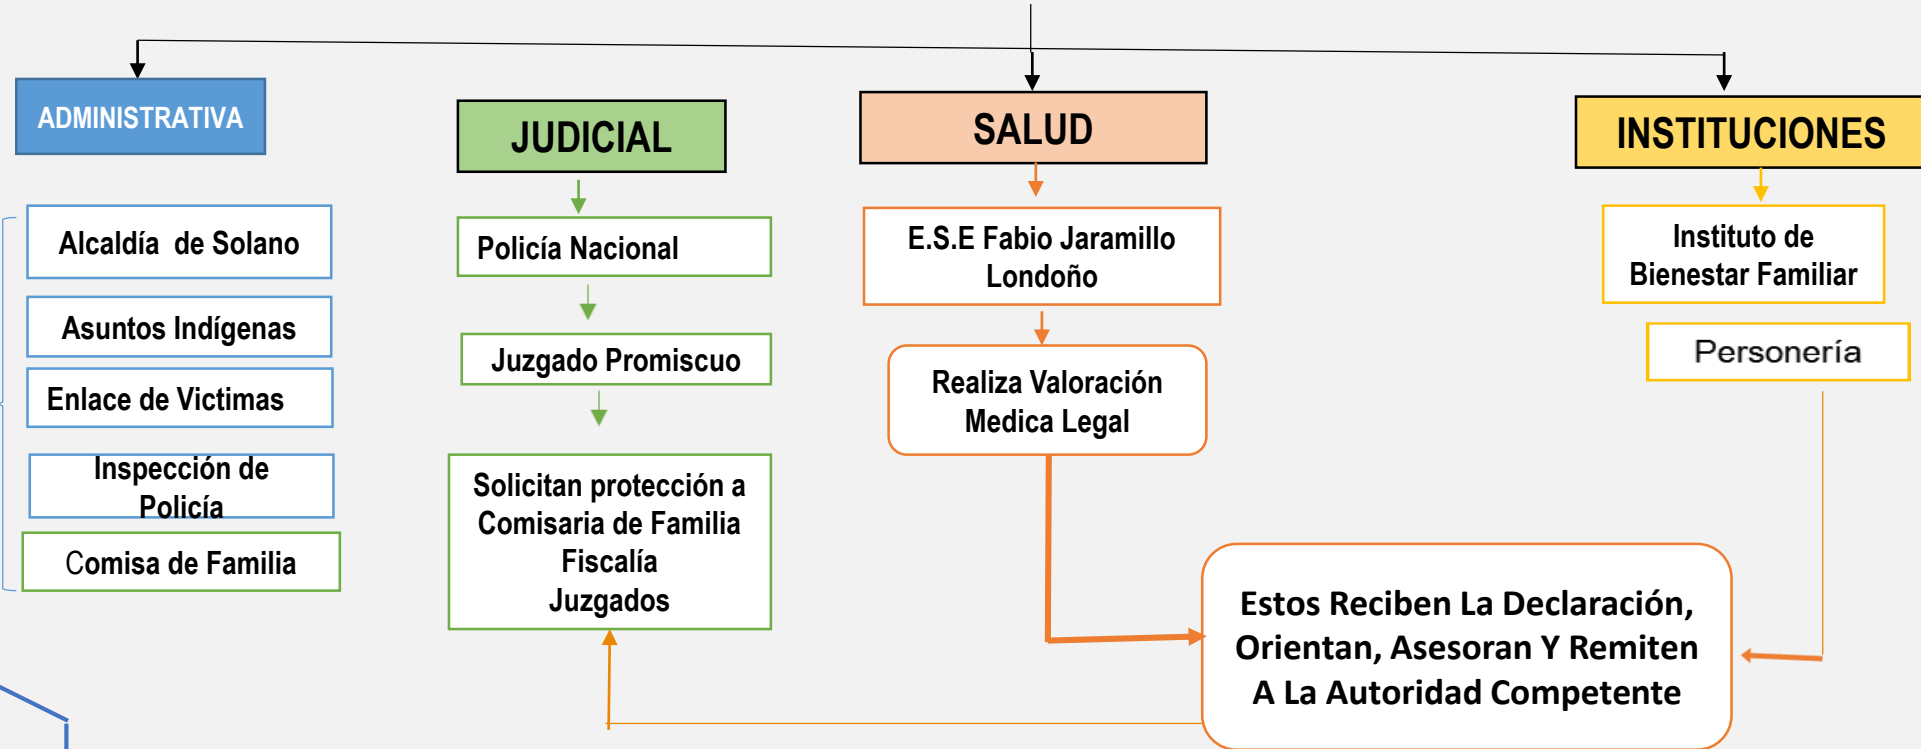 ADMINISTRATIVA
Alcaldía de Solano
Asuntos Indígenas
Enlace de Victimas
Inspección de
Policía
Comisa de Familia
JUDICIAL
Policía Nacional
Juzgado Promiscuo
Solicitan protección a
Comisaria de Familia
Fiscalía
Juzgados
SALUD
E.S.E Fabio Jaramillo
Londoño
Realiza Valoración
Medica Legal
INSTITUCIONES
Instituto de
Bienestar Familiar
Personería
Estos Reciben La Declaración,
Orientan, Asesoran Y Remiten
A La Autoridad Competente